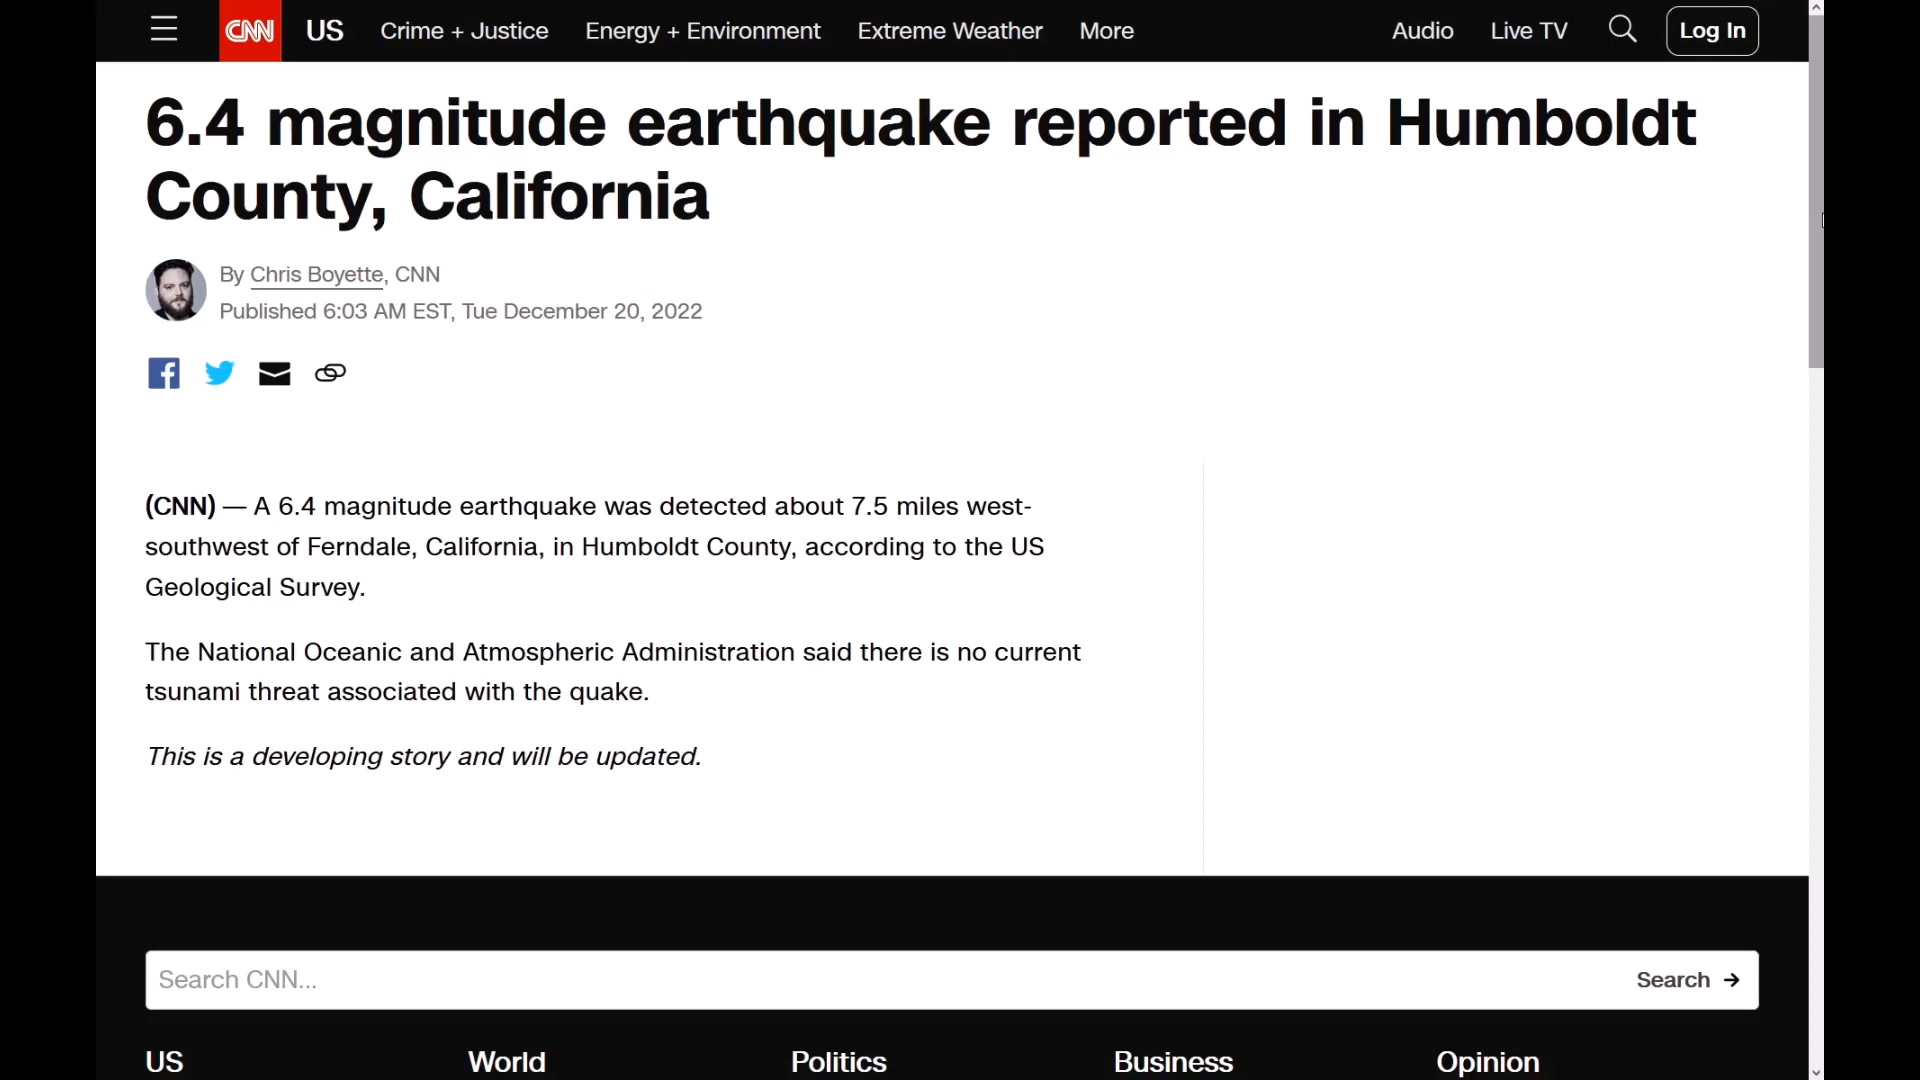 CNN US Crime + Justice Energy + Environment Extreme Weather More Audio Live TV Log In
6.4 magnitude earthquake reported in Humboldt
County, California
By Chris Boyette, CNN
Published 6:03 AM EST, Tue December 20, 2022
(CNN) — A 6.4 magnitude earthquake was detected about 7.5 miles west-
southwest of Ferndale, California, in Humboldt County, according to the US
Geological Survey.
The National Oceanic and Atmospheric Administration said there is no current
tsunami threat associated with the quake.
This is a developing story and will be updated.
Search CNN... Search →
US World Politics Business Opinion